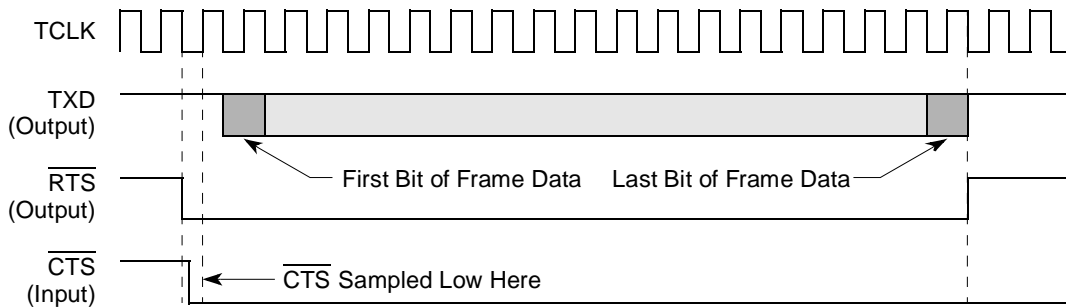 TCLK
TXD
(Output)
First Bit of Frame Data
Last Bit of Frame Data
RTS
(Output)
CTS
(Input)
CTS Sampled Low Here